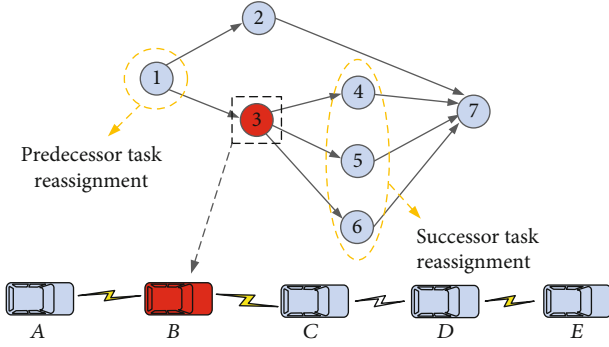 2
1
4
3
7
Predecessor task
reassignment
5
6
Successor task
reassignment
A
B
C
D
E